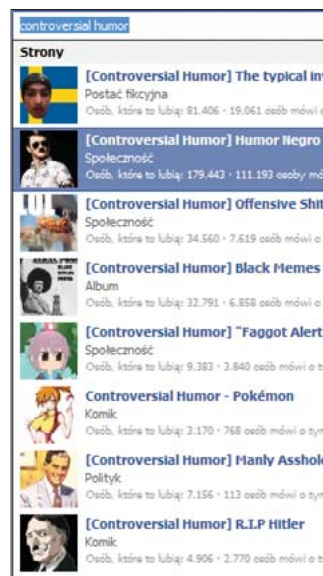 controversial humor
Strony
[Controversial Humor] The typical
Postać fikcyjna
Osób, które to lubią: 81.406 · 19.061 osób mówi
[Controversial Humor] Humor Negro
Społeczność
Osób, które to lubią: 179.443 · 111.193 osoby
[Controversial Humor] Offensive Shit
Społeczność
Osób, które to lubią: 34.560 · 7.619 osób mówi o
[Controversial Humor] Black Memes
Album
Osób, które to lubią: 32.791 · 6.858 osób mówi o
[Controversial Humor] "Faggot Alert
Społeczność
Osób, które to lubią: 9.383 · 3.840 osób mówi o
Controversial Humor - Pokémon
Komik
Osób, które to lubią: 3.170 · 768 osób mówi o tym
[Controversial Humor] Manly
Polityk
Osób, które to lubią: 7.156 · 113 osób mówi o tym
[Controversial Humor] R.I.P Hitler
Komik
Osób, które to lubią: 4.906 · 2.770 osób mówi o